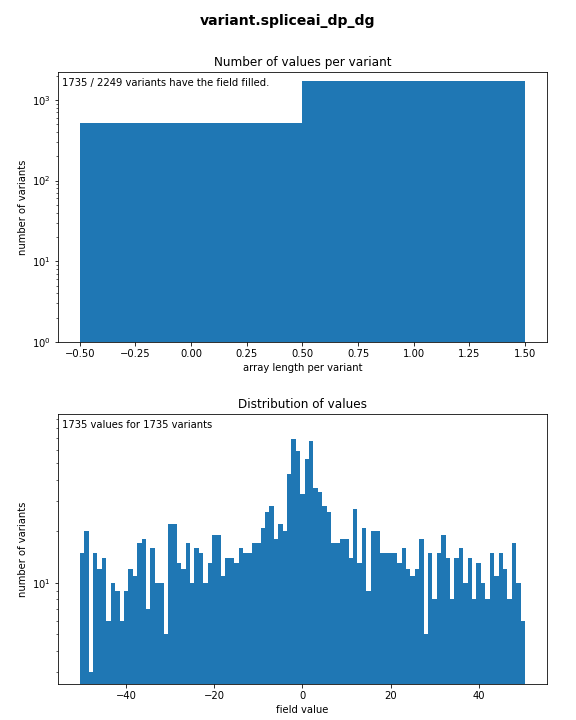 variant.spliceai_dp_dg
Number of values per variant
1735 / 2249 variants have the field filled.
number of variants
10³
10²
10¹
10⁰
−0.50 −0.25 0.00 0.25 0.50 0.75 1.00 1.25 1.50
array length per variant
Distribution of values
1735 values for 1735 variants
number of variants
10¹
−40 −20 0 20 40
field value